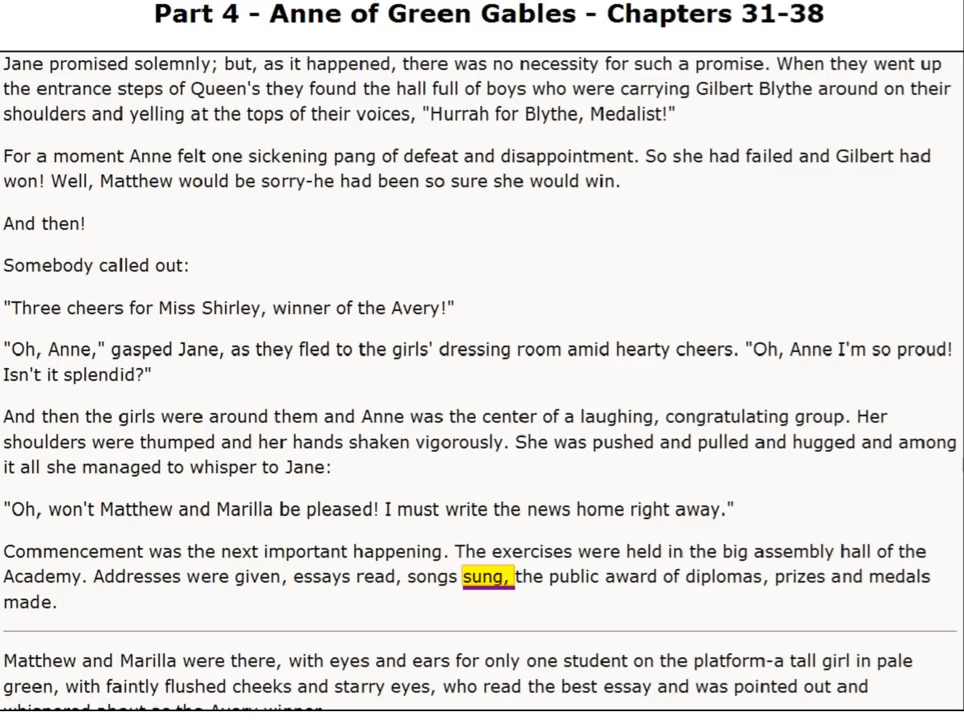 Part 4 - Anne of Green Gables - Chapters 31-38
Jane promised solemnly; but, as it happened, there was no necessity for such a promise. When they went up
the entrance steps of Queen's they found the hall full of boys who were carrying Gilbert Blythe around on their
shoulders and yelling at the tops of their voices, "Hurrah for Blythe, Medalist!"
For a moment Anne felt one sickening pang of defeat and disappointment. So she had failed and Gilbert had
won! Well, Matthew would be sorry-he had been so sure she would win.
And then!
Somebody called out:
"Three cheers for Miss Shirley, winner of the Avery!"
"Oh, Anne," gasped Jane, as they fled to the girls' dressing room amid hearty cheers. "Oh, Anne I'm so proud!
Isn't it splendid?"
And then the girls were around them and Anne was the center of a laughing, congratulating group. Her
shoulders were thumped and her hands shaken vigorously. She was pushed and pulled and hugged and among
it all she managed to whisper to Jane:
"Oh, won't Matthew and Marilla be pleased! I must write the news home right away."
Commencement was the next important happening. The exercises were held in the big assembly hall of the
Academy. Addresses were given, essays read, songs sung, the public award of diplomas, prizes and medals
made.
Matthew and Marilla were there, with eyes and ears for only one student on the platform-a tall girl in pale
green, with faintly flushed cheeks and starry eyes, who read the best essay and was pointed out and
whispered about as the Avery winner.